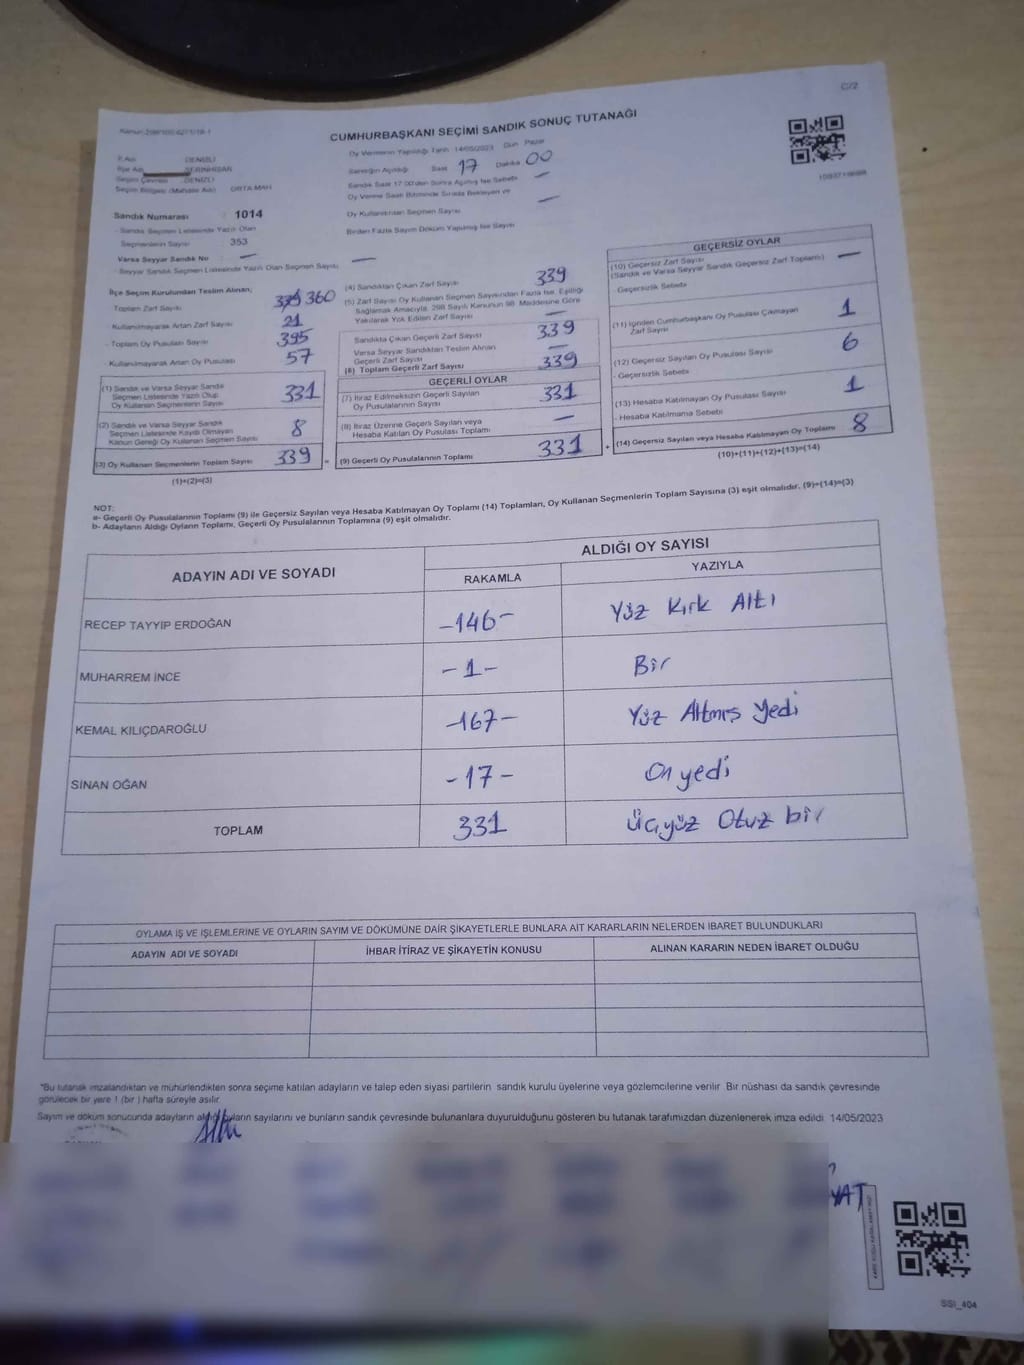 C/2
CUMHURBAŞKANI SEÇİMİ SANDIK SONUÇ TUTANAĞI
Oy Vermenin Yapıldığı Tarih 14/05/2023 Gün Pazar
Sandığın Açıldığı Saat 17 Dakika 00
Sandık Saat 17.00'den Sonra Açılmış İse Sebebi —
Oy Verme Saati Bitiminde Sırada Bekleyen ve
Oy Kullandırılan Seçmen Sayısı —
Birden Fazla Sayım Döküm Yapılmış İse Sayısı
İl Adı : DENİZLİ
İlçe Adı SERİNHİSAR
Seçim Çevresi DENİZLİ
Seçim Bölgesi (Mahalle Adı) ORTA MAH
Sandık Numarası : 1014
- Sandık Seçmen Listesinde Yazılı Olan
Seçmenlerin Sayısı : 353
Varsa Seyyar Sandık No : —
- Seyyar Sandık Seçmen Listesinde Yazılı Olan Seçmen Sayısı —
İlçe Seçim Kurulundan Teslim Alınan;
Toplam Zarf Sayısı : 360
Kullanılmayarak Artan Zarf Sayısı : 21
- Toplam Oy Pusulası Sayısı : 395
- Kullanılmayarak Artan Oy Pusulası : 57
(1) Sandık ve Varsa Seyyar Sandık
Seçmen Listesinde Yazılı Olup
Oy Kullanan Seçmenlerin Sayısı 331
(2) Sandık ve Varsa Seyyar Sandık
Seçmen Listesinde Kayıtlı Olmayan
Kanun Gereği Oy Kullanan Seçmen Sayısı 8
(3) Oy Kullanan Seçmenlerin Toplam Sayısı 339 =
(1)+(2)=(3)
(4) Sandıktan Çıkan Zarf Sayısı 339
(5) Zarf Sayısı Oy Kullanan Seçmen Sayısından Fazla İse, Eşitliği
Sağlamak Amacıyla, 298 Sayılı Kanunun 98. Maddesine Göre
Yakılarak Yok Edilen Zarf Sayısı —
Sandıkta Çıkan Geçerli Zarf Sayısı 339
Varsa Seyyar Sandıktan Teslim Alınan
Geçerli Zarf Sayısı —
(6) Toplam Geçerli Zarf Sayısı 339
GEÇERLİ OYLAR
(7) İtiraz Edilmeksizin Geçerli Sayılan
Oy Pusulalarının Sayısı 331
(8) İtiraz Üzerine Geçerli Sayılan veya
Hesaba Katılan Oy Pusulası Toplamı —
(9) Geçerli Oy Pusulalarının Toplamı 331 +
GEÇERSİZ OYLAR
(10) Geçersiz Zarf Sayısı
(Sandık ve Varsa Seyyar Sandık Geçersiz Zarf Toplamı) —
- Geçersizlik Sebebi
(11) İçinden Cumhurbaşkanı Oy Pusulası Çıkmayan
Zarf Sayısı 1
(12) Geçersiz Sayılan Oy Pusulası Sayısı 6
- Geçersizlik Sebebi
(13) Hesaba Katılmayan Oy Pusulası Sayısı 1
- Hesaba Katılmama Sebebi
(14) Geçersiz Sayılan veya Hesaba Katılmayan Oy Toplamı 8
(10)+(11)+(12)+(13)=(14)
NOT:
a- Geçerli Oy Pusulalarının Toplamı (9) ile Geçersiz Sayılan veya Hesaba Katılmayan Oy Toplamı (14) Toplamları, Oy Kullanan Seçmenlerin Toplam Sayısına (3) eşit olmalıdır. (9)+(14)=(3)
b- Adayların Aldığı Oyların Toplamı, Geçerli Oy Pusulalarının Toplamına (9) eşit olmalıdır.
ADAYIN ADI VE SOYADI
ALDIĞI OY SAYISI
RAKAMLA YAZIYLA
RECEP TAYYIP ERDOĞAN -146- Yüz Kırk Altı
MUHARREM İNCE -1- Bir
KEMAL KILIÇDAROĞLU -167- Yüz Altmış Yedi
SİNAN OĞAN -17- On yedi
TOPLAM 331 Üçyüz Otuz bir
OYLAMA İŞ VE İŞLEMLERİNE VE OYLARIN SAYIM VE DÖKÜMÜNE DAİR ŞİKAYETLERLE BUNLARA AİT KARARLARIN NELERDEN İBARET BULUNDUKLARI
ADAYIN ADI VE SOYADI İHBAR İTİRAZ VE ŞİKAYETİN KONUSU ALINAN KARARIN NEDEN İBARET OLDUĞU
*Bu tutanak imzalandıktan ve mühürlendikten sonra seçime katılan adayların ve talep eden siyasi partilerin sandık kurulu üyelerine veya gözlemcilerine verilir. Bir nüshası da sandık çevresinde
görülecek bir yere 1 (bir ) hafta süreyle asılır.
Sayım ve döküm sonucunda adayların aldığı oyların sayılarını ve bunların sandık çevresinde bulunanlara duyurulduğunu gösteren bu tutanak tarafımızdan düzenlenerek imza edildi. 14/05/2023
SSI_404